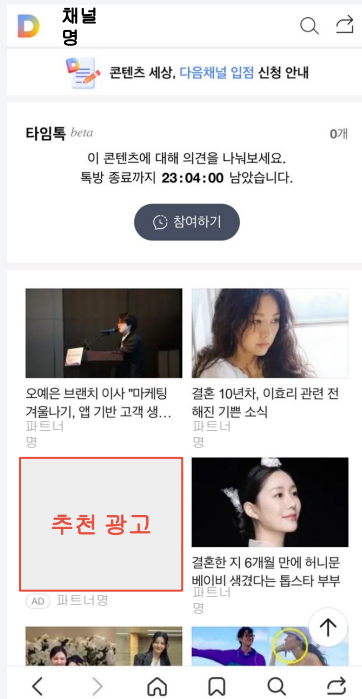 채널
명
콘텐츠 세상, 다음채널 입점 신청 안내
타임톡 beta 0개
이 콘텐츠에 대해 의견을 나눠보세요.
톡방 종료까지 23:04:00 남았습니다.
참여하기
오예은 브랜치 이사 "마케팅
겨울나기, 앱 기반 고객 생...
파트너
명
결혼 10년차, 이효리 관련 전
해진 기쁜 소식
파트너
명
추천 광고
AD 파트너명
결혼한 지 6개월 만에 허니문
베이비 생겼다는 톱스타 부부
파트너
명